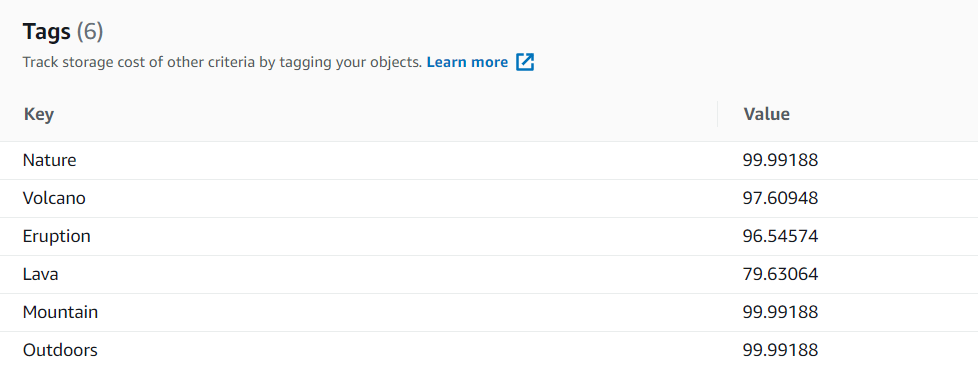 Tags (6)
Track storage cost of other criteria by tagging your objects. Learn more
Key Value
Nature 99.99188
Volcano 97.60948
Eruption 96.54574
Lava 79.63064
Mountain 99.99188
Outdoors 99.99188